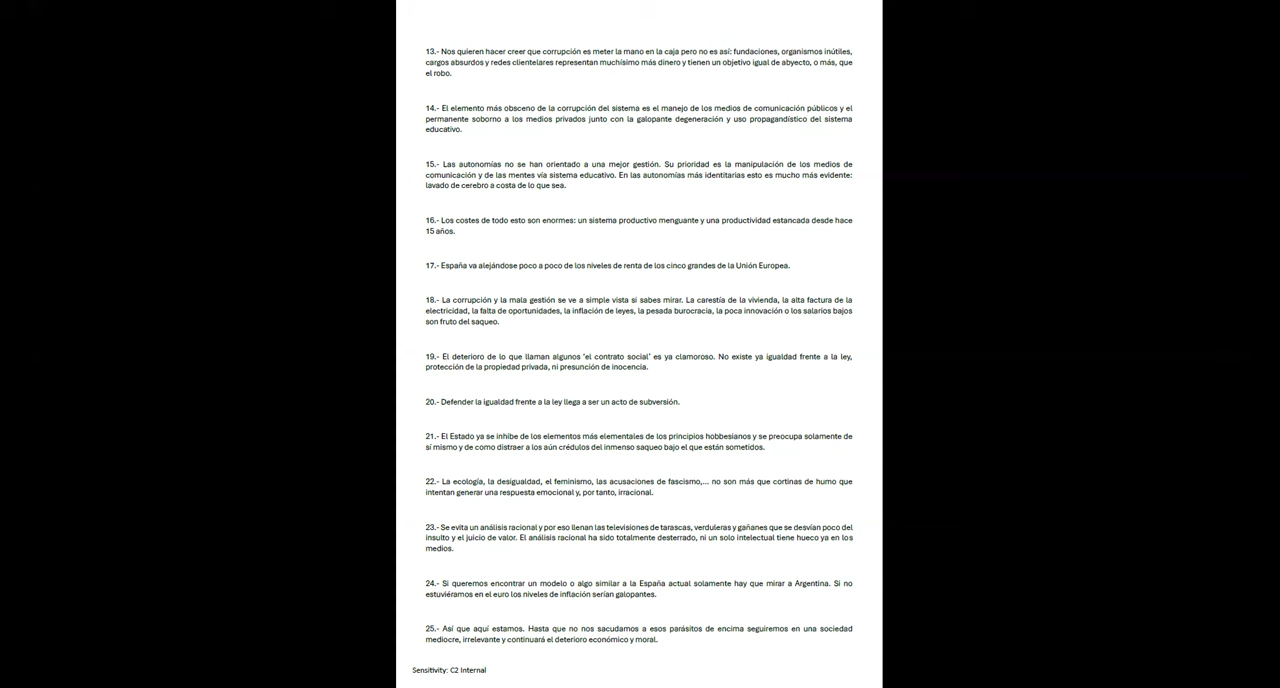 13.- Nos quieren hacer creer que corrupción es meter la mano en la caja pero no es así: fundaciones, organismos inútiles,
cargos absurdos y redes clientelares representan muchísimo más dinero y tienen un objetivo igual de abyecto, o más, que
el robo.
14.- El elemento más obsceno de la corrupción del sistema es el manejo de los medios de comunicación públicos y el
permanente soborno a los medios privados junto con la galopante degeneración y uso propagandístico del sistema
educativo.
15.- Las autonomías no se han orientado a una mejor gestión. Su prioridad es la manipulación de los medios de
comunicación y de las mentes vía sistema educativo. En las autonomías más identitarias esto es mucho más evidente:
lavado de cerebro a costa de lo que sea.
16.- Los costes de todo esto son enormes: un sistema productivo menguante y una productividad estancada desde hace
15 años.
17.- España va alejándose poco a poco de los niveles de renta de los cinco grandes de la Unión Europea.
18.- La corrupción y la mala gestión se ve a simple vista si sabes mirar. La carestía de la vivienda, la alta factura de la
electricidad, la falta de oportunidades, la inflación de leyes, la pesada burocracia, la poca innovación o los salarios bajos
son fruto del saqueo.
19.- El deterioro de lo que llaman algunos ‘el contrato social’ es ya clamoroso. No existe ya igualdad frente a la ley,
protección de la propiedad privada, ni presunción de inocencia.
20.- Defender la igualdad frente a la ley llega a ser un acto de subversión.
21.- El Estado ya se inhibe de los elementos más elementales de los principios hobbesianos y se preocupa solamente de
sí mismo y de como distraer a los aún crédulos del inmenso saqueo bajo el que están sometidos.
22.- La ecología, la desigualdad, el feminismo, las acusaciones de fascismo,... no son más que cortinas de humo que
intentan generar una respuesta emocional y, por tanto, irracional.
23.- Se evita un análisis racional y por eso llenan las televisiones de tarascas, verduleras y gañanes que se desvían poco del
insulto y el juicio de valor. El análisis racional ha sido totalmente desterrado, ni un solo intelectual tiene hueco ya en los
medios.
24.- Si queremos encontrar un modelo o algo similar a la España actual solamente hay que mirar a Argentina. Si no
estuviéramos en el euro los niveles de inflación serían galopantes.
25.- Así que aquí estamos. Hasta que no nos sacudamos a esos parásitos de encima seguiremos en una sociedad
mediocre, irrelevante y continuará el deterioro económico y moral.
Sensitivity: C2 Internal